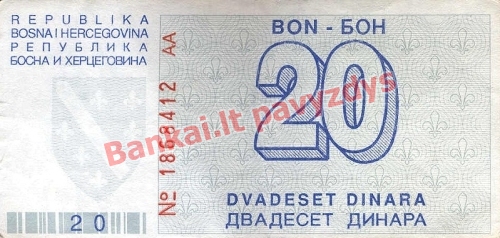 REPUBLIKA
BOSNA I HERCEGOVINA
РЕПУБЛИКА
БОСНА И ХЕРЦЕГОВИНА
20
№ 1858412 AA
BON - БОН
20
DVADESET DINARA
ДВАДЕСЕТ ДИНАРА
Bankai.lt pavyzdys